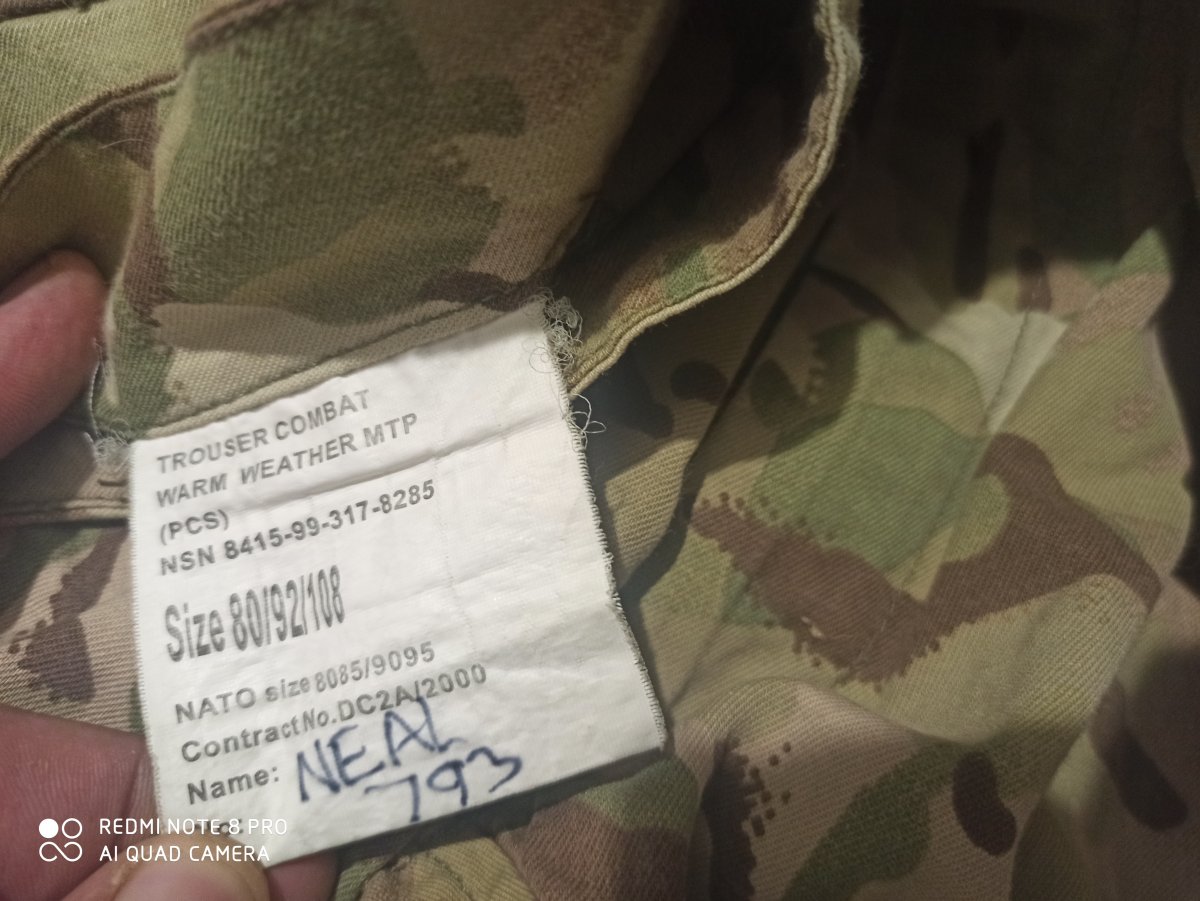 TROUSER COMBAT
WARM WEATHER MTP
(PCS)
NSN 8415-99-317-8285
Size 80/92/108
NATO size 8085/9095
Contract No. DC2A/2000
Name: NEAL
793
REDMI NOTE 8 PRO
AI QUAD CAMERA